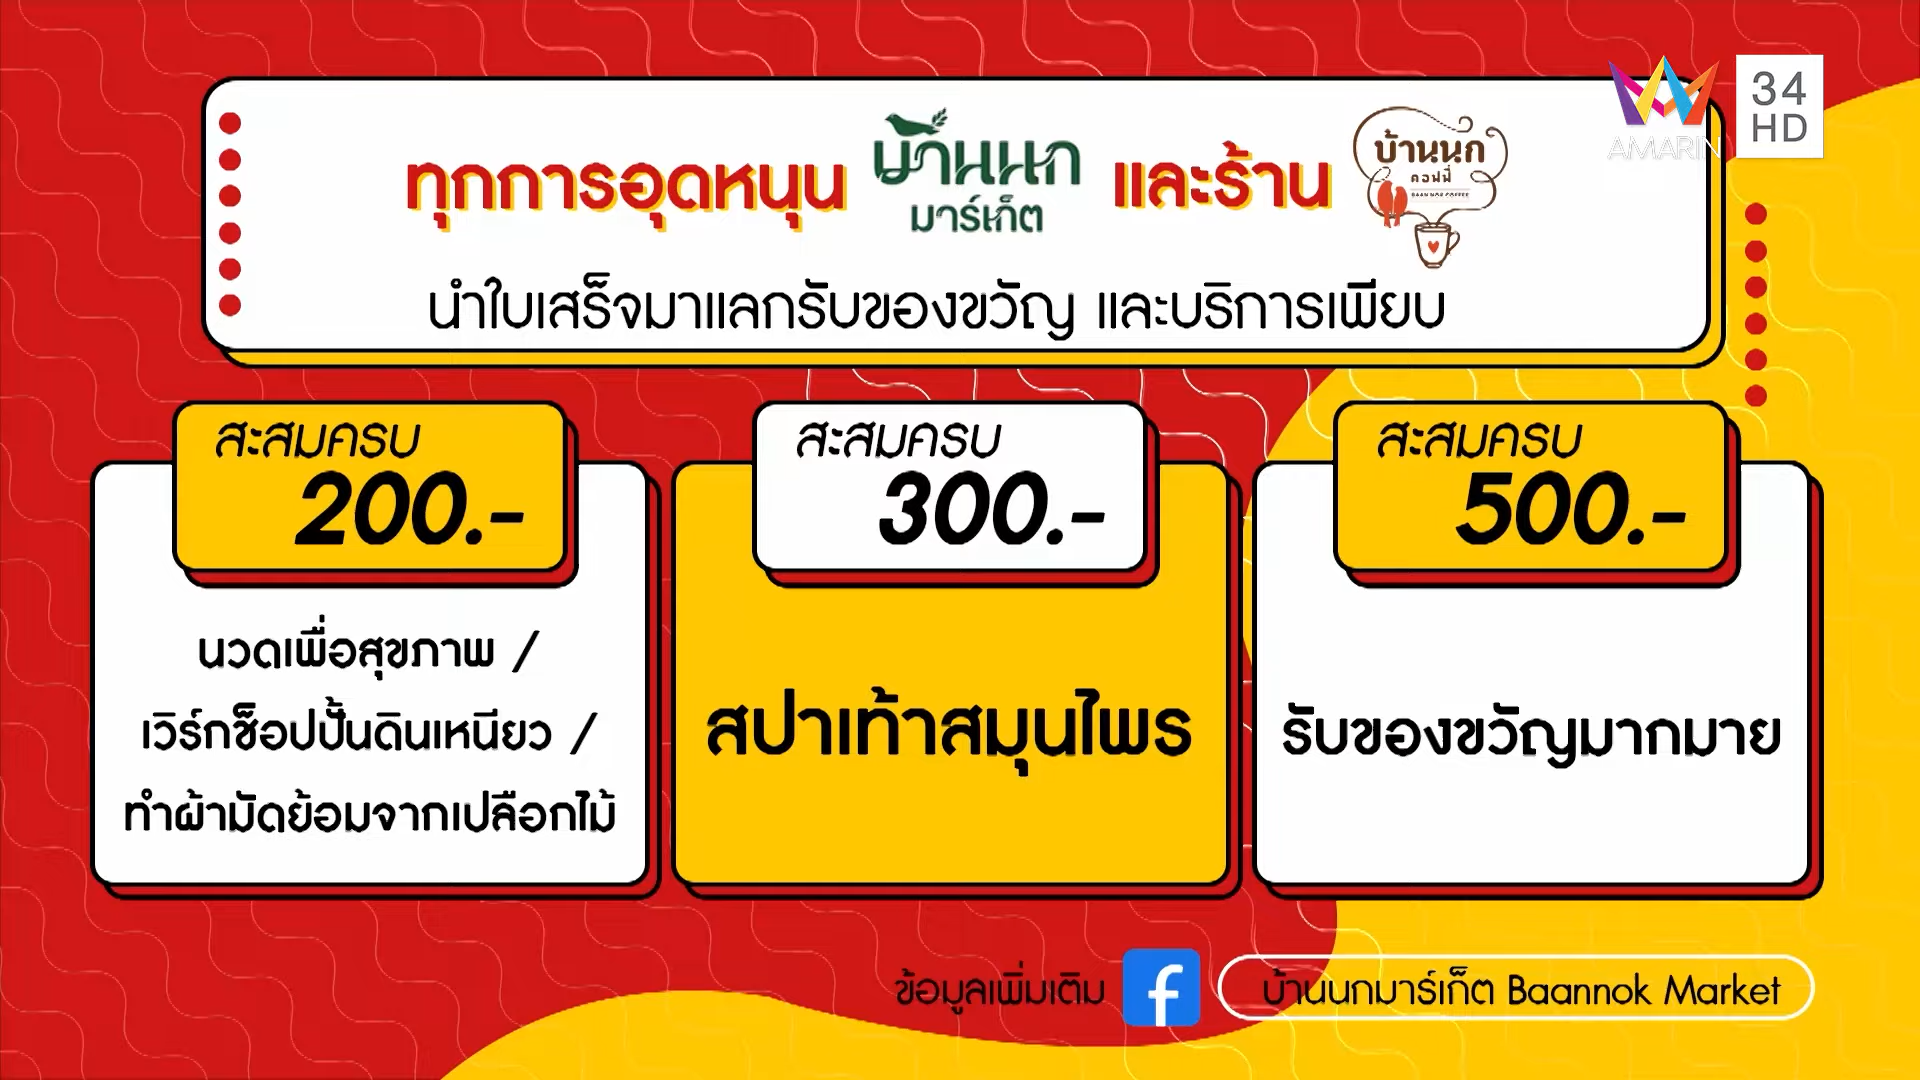 AMARIN
34
HD
ทุกการอุดหนุน บ้านนก มาร์เก็ต และร้าน บ้านนก คอฟฟี่ BAAN NOK COFFEE
นำใบเสร็จมาแลกรับของขวัญ และบริการเพียบ
สะสมครบ
200.-
นวดเพื่อสุขภาพ /
เวิร์กช็อปปั้นดินเหนียว /
ทำผ้ามัดย้อมจากเปลือกไม้
สะสมครบ
300.-
สปาเท้าสมุนไพร
สะสมครบ
500.-
รับของขวัญมากมาย
ข้อมูลเพิ่มเติม f บ้านนกมาร์เก็ต Baannok Market